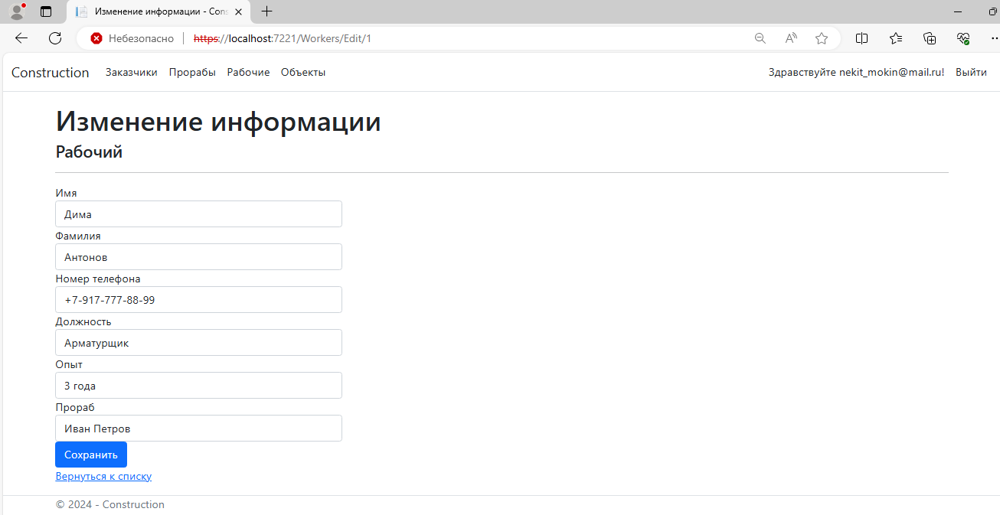 Изменение информации - Cons
Небезопасно https://localhost:7221/Workers/Edit/1
Construction Заказчики Прорабы Рабочие Объекты Здравствуйте nekit_mokin@mail.ru! Выйти
Изменение информации
Рабочий
Имя
Дима
Фамилия
Антонов
Номер телефона
+7-917-777-88-99
Должность
Арматурщик
Опыт
3 года
Прораб
Иван Петров
Сохранить
Вернуться к списку
© 2024 - Construction